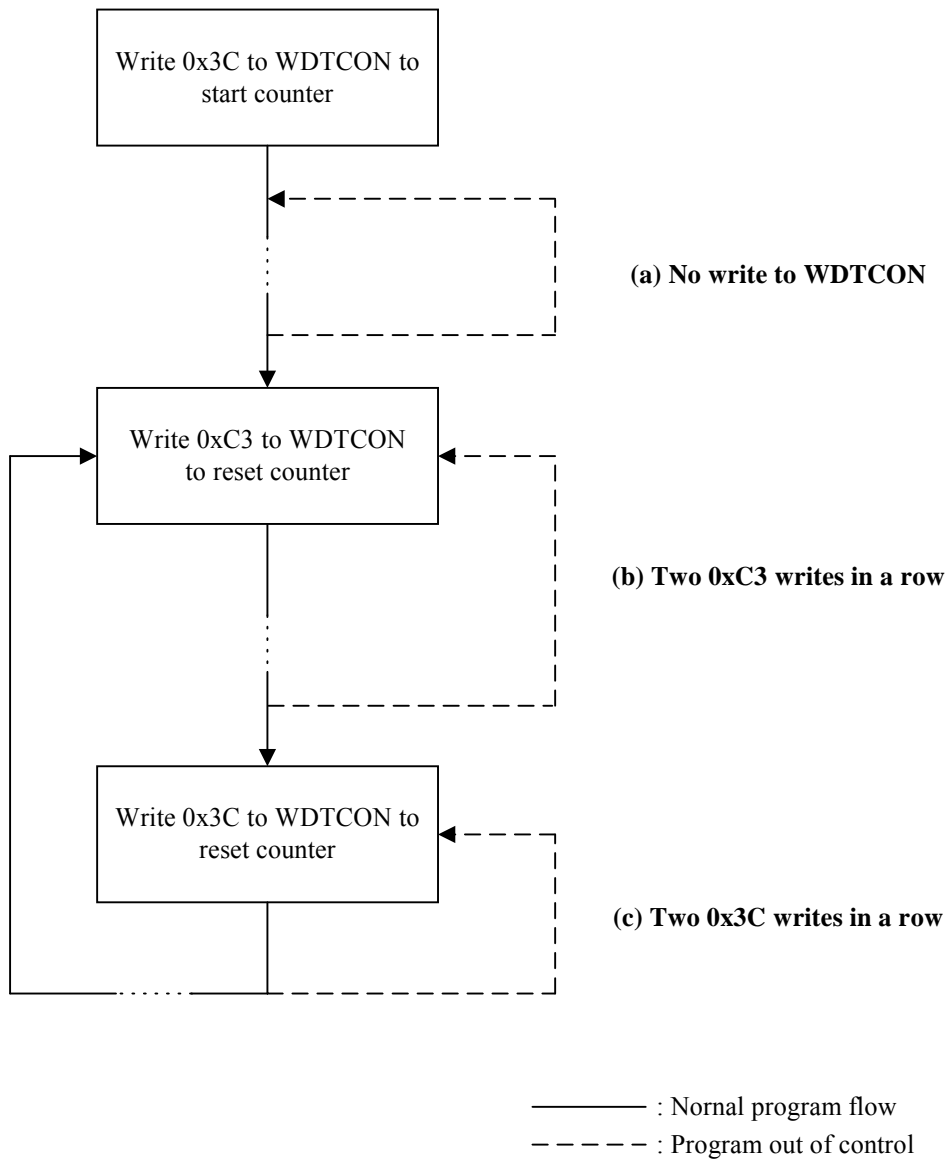 Write 0x3C to WDTCON to
start counter
(a) No write to WDTCON
Write 0xC3 to WDTCON
to reset counter
(b) Two 0xC3 writes in a row
Write 0x3C to WDTCON to
reset counter
(c) Two 0x3C writes in a row
: Nornal program flow
: Program out of control